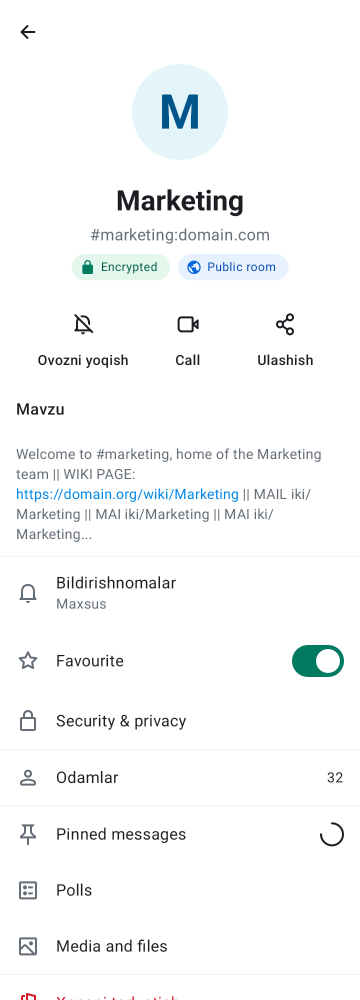 M
Marketing
#marketing:domain.com
Encrypted Public room
Ovozni yoqish Call Ulashish
Mavzu
Welcome to #marketing, home of the Marketing
team || WIKI PAGE:
https://domain.org/wiki/Marketing || MAIL iki/
Marketing || MAI iki/Marketing || MAI iki/
Marketing...
Bildirishnomalar
Maxsus
Favourite
Security & privacy
Odamlar 32
Pinned messages
Polls
Media and files